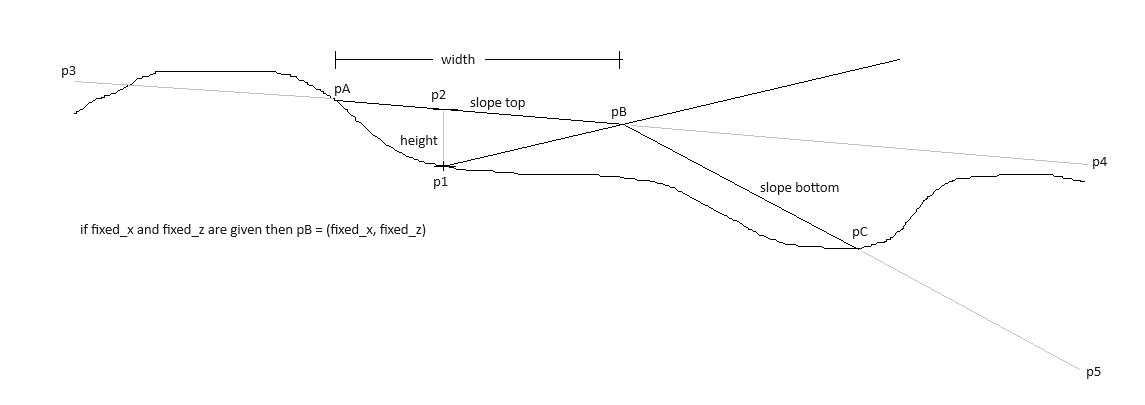 width
p3
pA
p2
slope top
pB
height
p4
p1
slope bottom
if fixed_x and fixed_z are given then pB = (fixed_x, fixed_z)
pC
p5